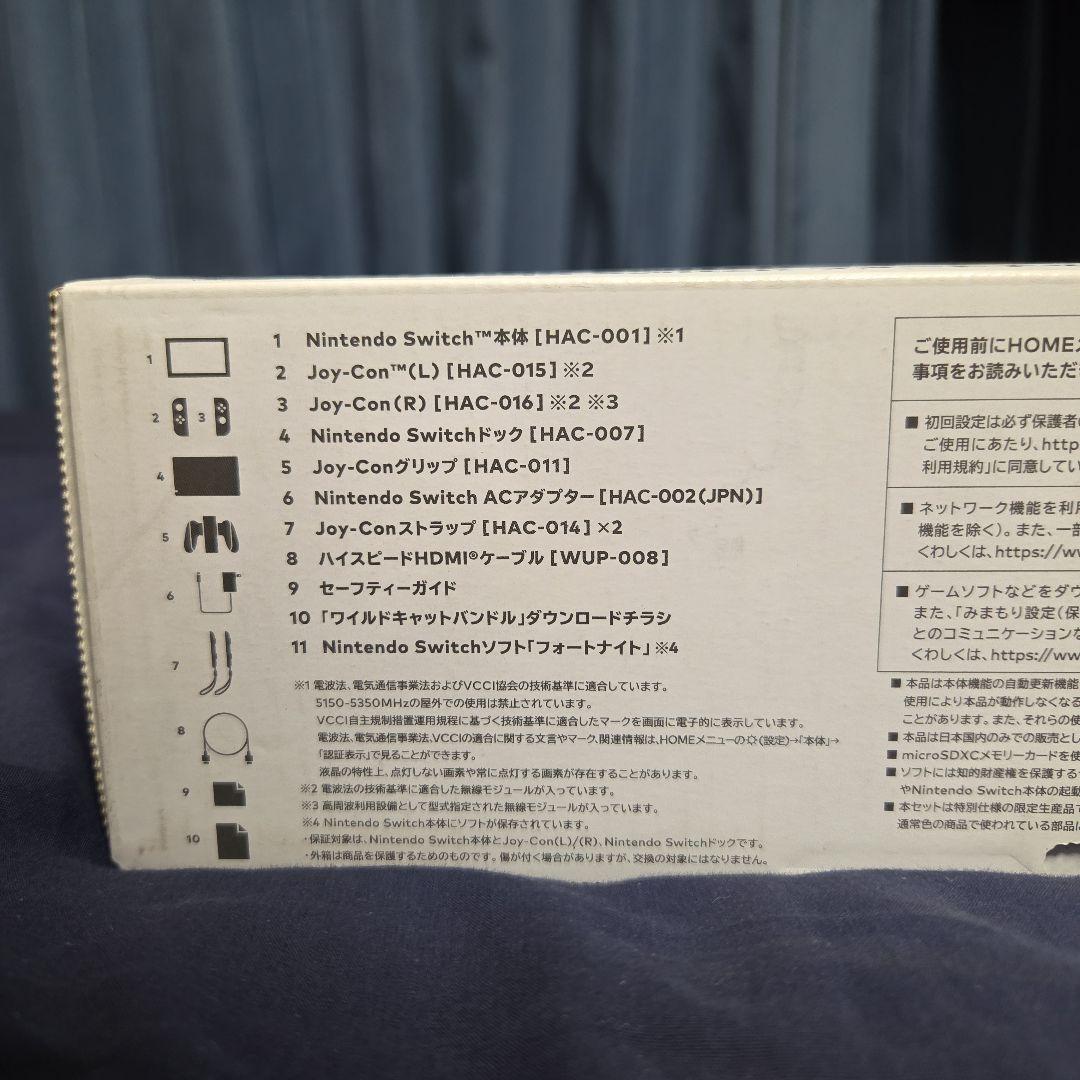 1 Nintendo Switch™本体[HAC-001]※1
2 Joy-Con™(L)[HAC-015]※2
3 Joy-Con(R)[HAC-016]※2 ※3
4 Nintendo Switchドック[HAC-007]
5 Joy-Conグリップ[HAC-011]
6 Nintendo Switch ACアダプター[HAC-002(JPN)]
7 Joy-Conストラップ[HAC-014]×2
8 ハイスピードHDMI®ケーブル[WUP-008]
9 セーフティーガイド
10 「ワイルドキャットバンドル」ダウンロードチラシ
11 Nintendo Switchソフト「フォートナイト」※4
※1 電波法、電気通信事業法およびVCCI協会の技術基準に適合しています。
5150-5350MHzの屋外での使用は禁止されています。
VCCI自主規制措置運用規程に基づく技術基準に適合したマークを画面に電子的に表示しています。
電波法、電気通信事業法、VCCIの適合に関する文言やマーク、関連情報は、HOMEメニューの(設定)→「本体」→
「認証表示」で見ることができます。
液晶の特性上、点灯しない画素や常に点灯する画素が存在することがあります。
※2 電波法の技術基準に適合した無線モジュールが入っています。
※3 高周波利用設備として型式指定された無線モジュールが入っています。
※4 Nintendo Switch本体にソフトが保存されています。
・保証対象は、Nintendo Switch本体とJoy-Con(L)/(R)、Nintendo Switchドックです。
・外箱は商品を保護するためのものです。傷が付く場合がありますが、交換の対象にはなりません。
1
2 3
4
5
6
7
8
9
10
ご使用前にHOMEメ
事項をお読みいただ
■ 初回設定は必ず保護者
ご使用にあたり、http
利用規約」に同意してい
■ ネットワーク機能を利用
機能を除く)。また、一部
くわしくは、https://ww
■ ゲームソフトなどをダウ
また、「みまもり設定(保
とのコミュニケーション
くわしくは、https://ww
■ 本品は本体機能の自動更新機能
使用により本品が動作しなくなる
ことがあります。また、それらの使
■ 本品は日本国内のみでの販売とし
■ microSDXCメモリーカードを使
■ ソフトには知的財産権を保護する
やNintendo Switch本体の起動
■ 本セットは特別仕様の限定生産品
通常色の商品で使われている部品